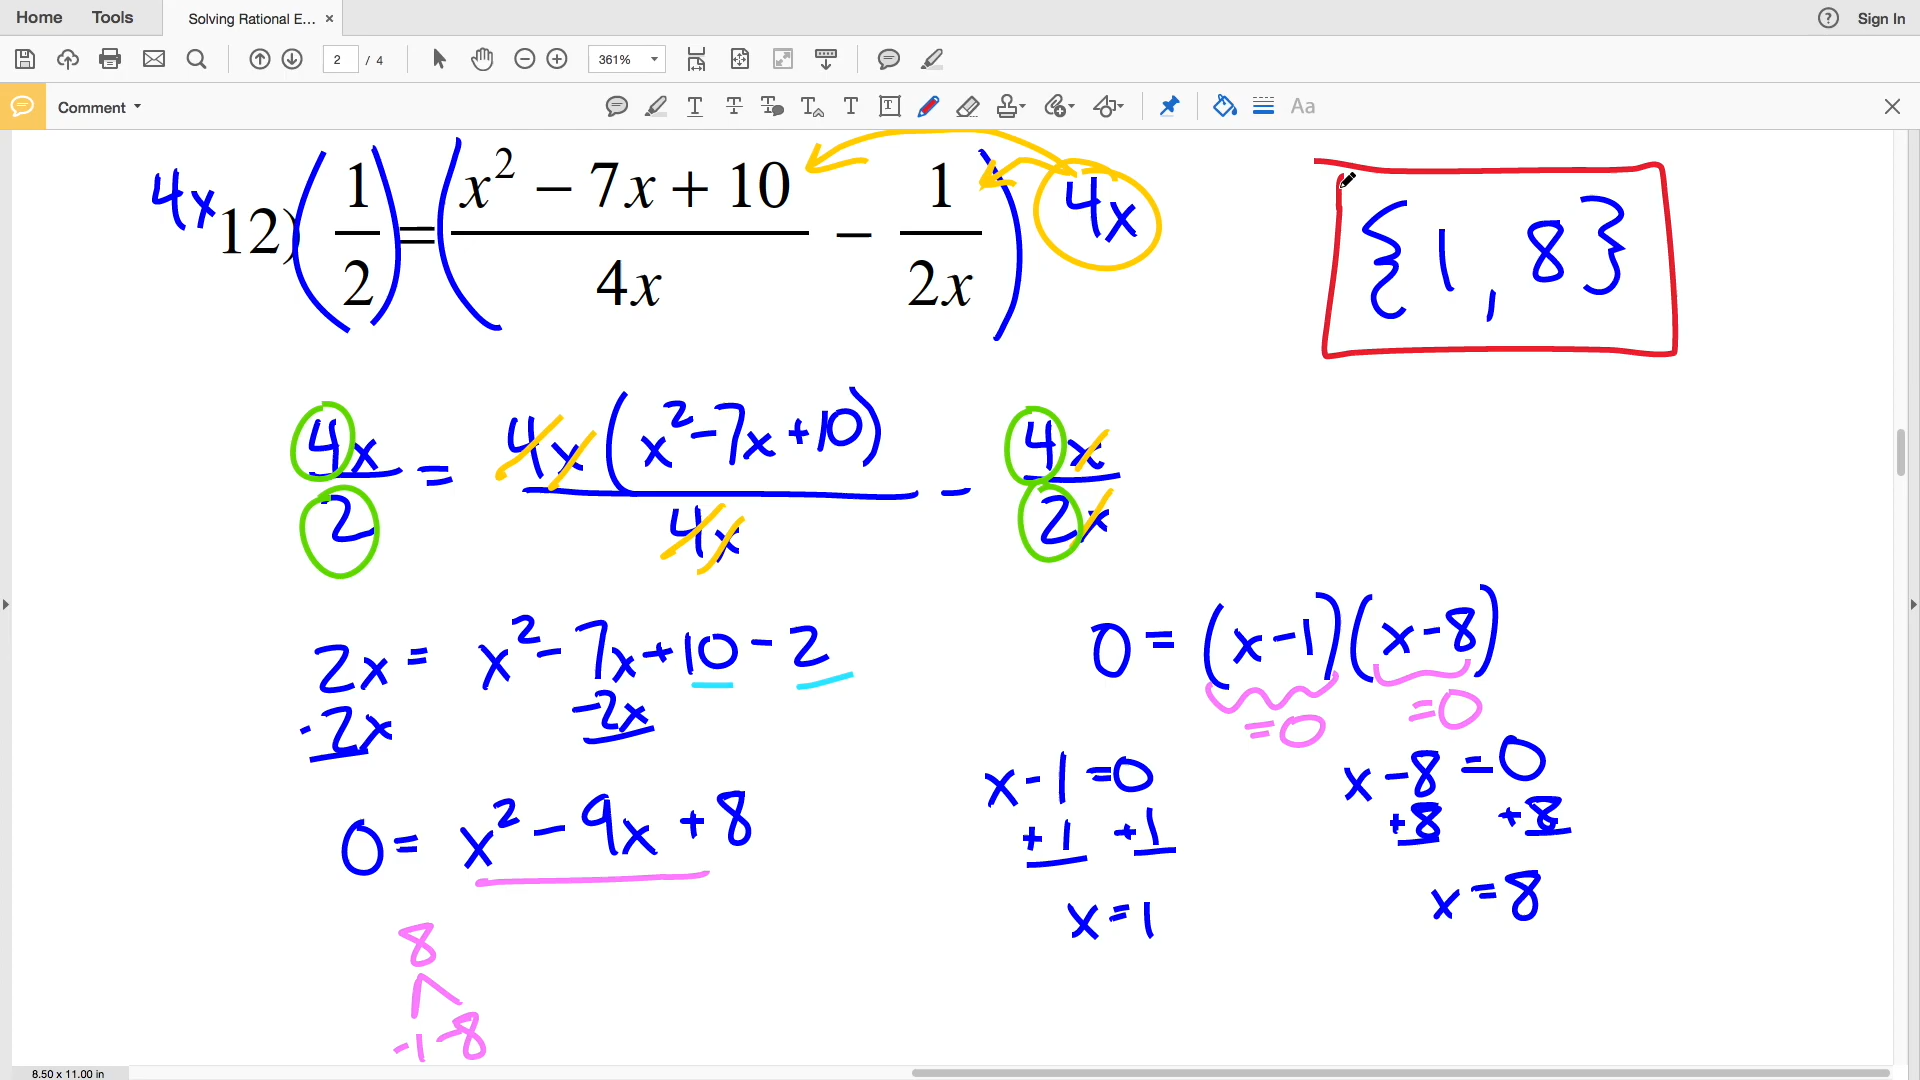 Home Tools Solving Rational E... × ? Sign In
2 / 4 361%
Comment Aa
4x 12) (1/2) = (x² − 7x + 10 / 4x − 1/2x) 4x
{1, 8}
4x/2 = 4x(x²-7x+10)/4x - 4x/2x
2x = x² - 7x + 10 - 2
-2x -2x
0 = x² - 9x + 8
8
-1 -8
0 = (x-1)(x-8)
=0 =0
x-1=0 x-8=0
+1 +1 +8 +8
x=1 x=8
8.50 x 11.00 in